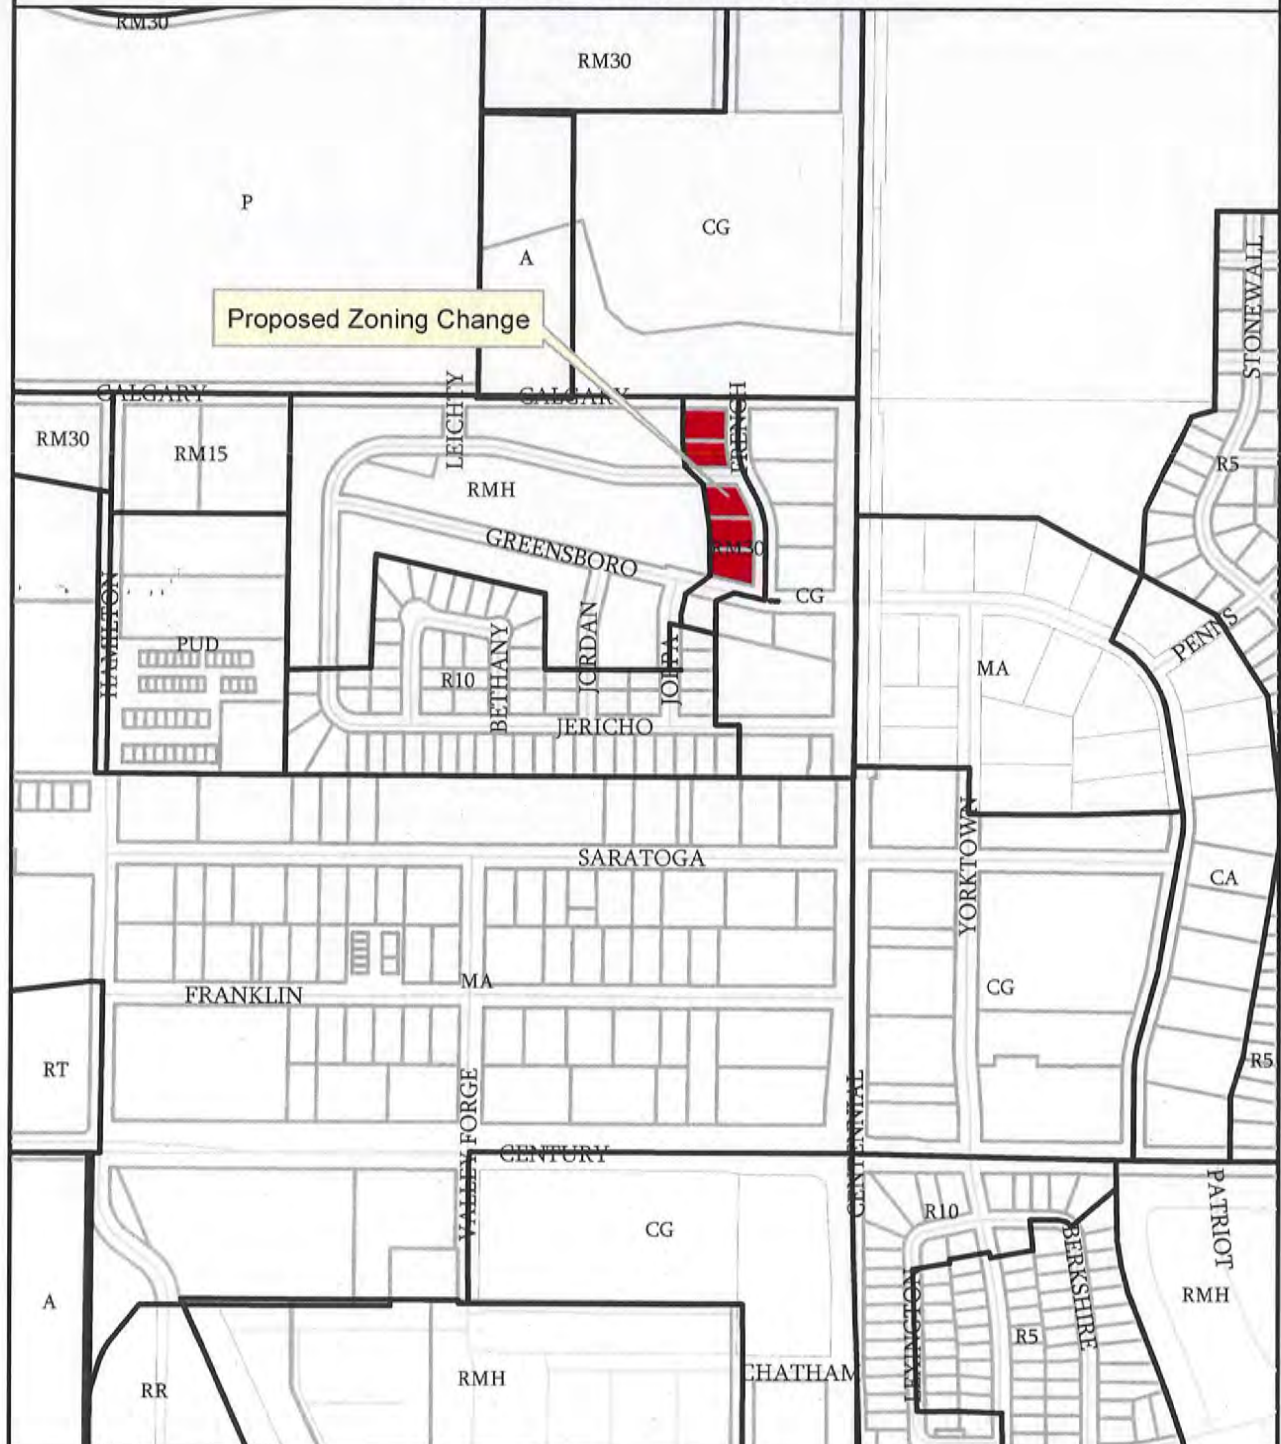 RM30
RM30
P
CG
A
STONEWALL
Proposed Zoning Change
CALGARY
LEICHTY
CALGARY
FRENCH
RM30
RM15
R5
RMH
GREENSBORO
RM30
HAMILTON
CG
JORDAN
PENNS
PUD
BETHANY
JOPPA
MA
R10
JERICHO
YORKTOWN
SARATOGA
CA
MA
FRANKLIN
CG
RT
R5
VALLEY FORGE
CENTENNIAL
CENTURY
PATRIOT
R10
CG
BERKSHIRE
A
RMH
LEXINGTON
R5
RR
RMH
CHATHAM